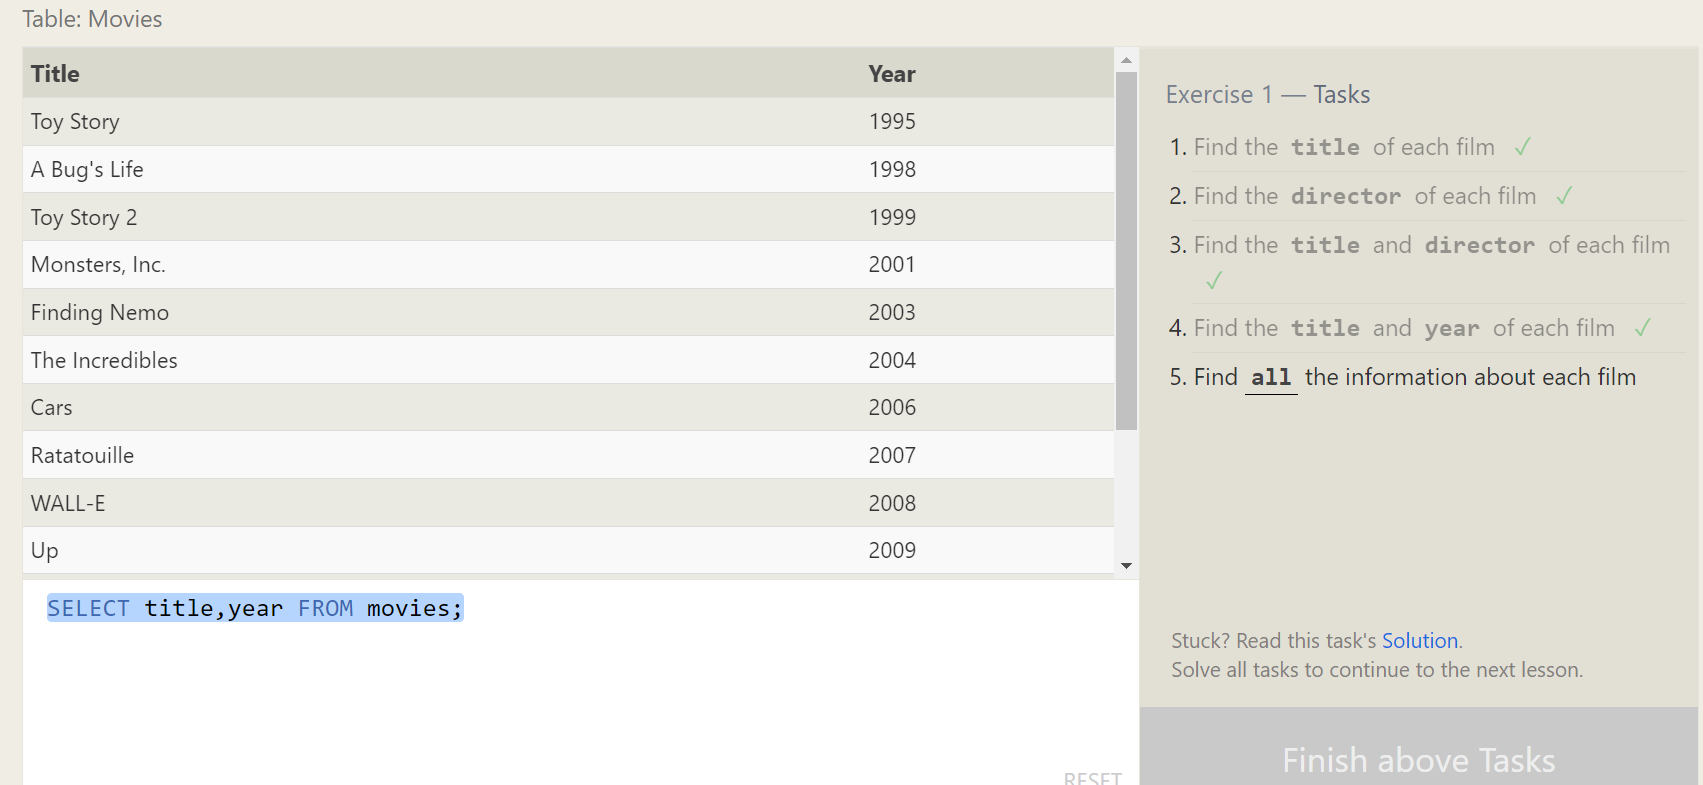 Table: Movies
Title Year
Toy Story 1995
A Bug's Life 1998
Toy Story 2 1999
Monsters, Inc. 2001
Finding Nemo 2003
The Incredibles 2004
Cars 2006
Ratatouille 2007
WALL-E 2008
Up 2009
SELECT title,year FROM movies;
RESET
Exercise 1 — Tasks
1. Find the title of each film ✓
2. Find the director of each film ✓
3. Find the title and director of each film
✓
4. Find the title and year of each film ✓
5. Find all the information about each film
Stuck? Read this task's Solution.
Solve all tasks to continue to the next lesson.
Finish above Tasks